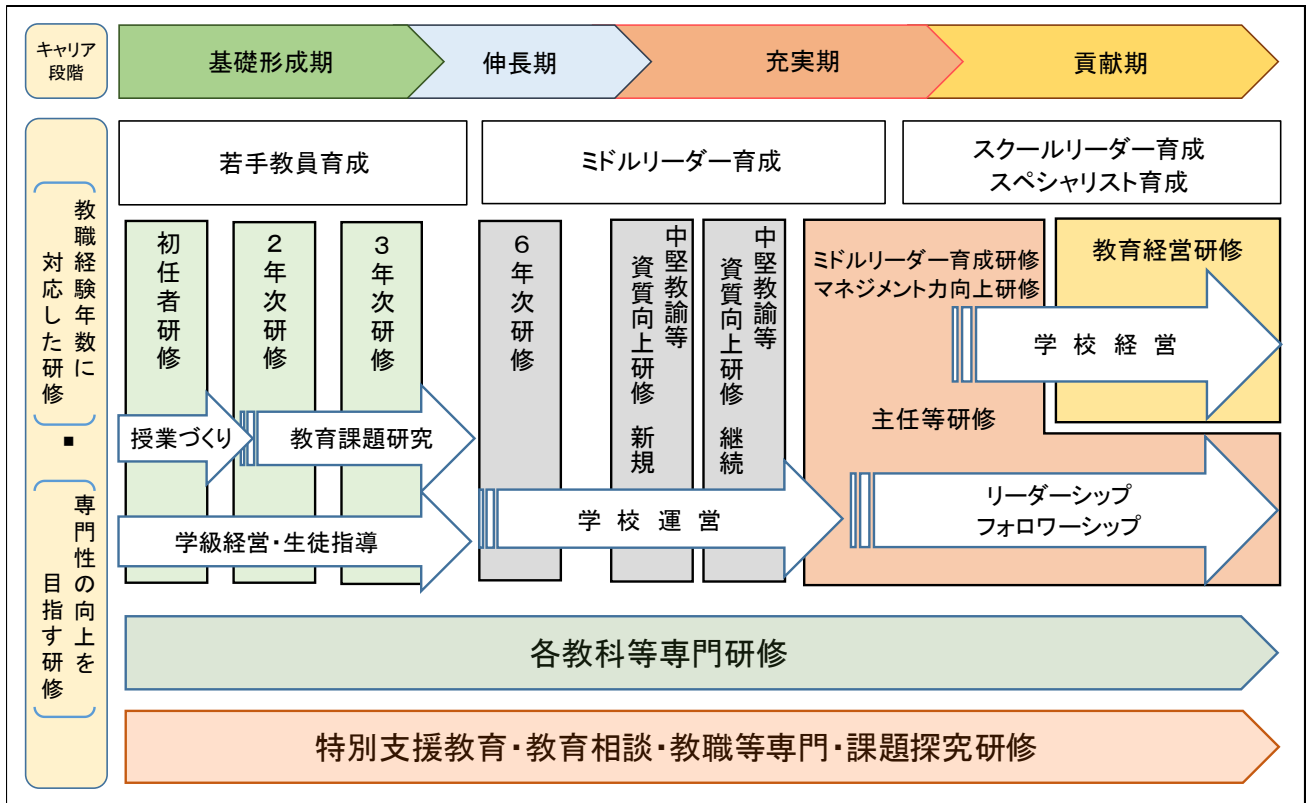 キャリア
段階
基礎形成期
伸長期
充実期
貢献期
教職経験年数に
対応した研修
・
専門性の向上を
目指す研修
若手教員育成
ミドルリーダー育成
スクールリーダー育成
スペシャリスト育成
初任者研修
2年次研修
3年次研修
6年次研修
中堅教諭等
資質向上研修 新規
中堅教諭等
資質向上研修 継続
ミドルリーダー育成研修
マネジメント力向上研修
教育経営研修
学校経営
主任等研修
授業づくり
教育課題研究
学級経営・生徒指導
学校運営
リーダーシップ
フォロワーシップ
各教科等専門研修
特別支援教育・教育相談・教職等専門・課題探究研修